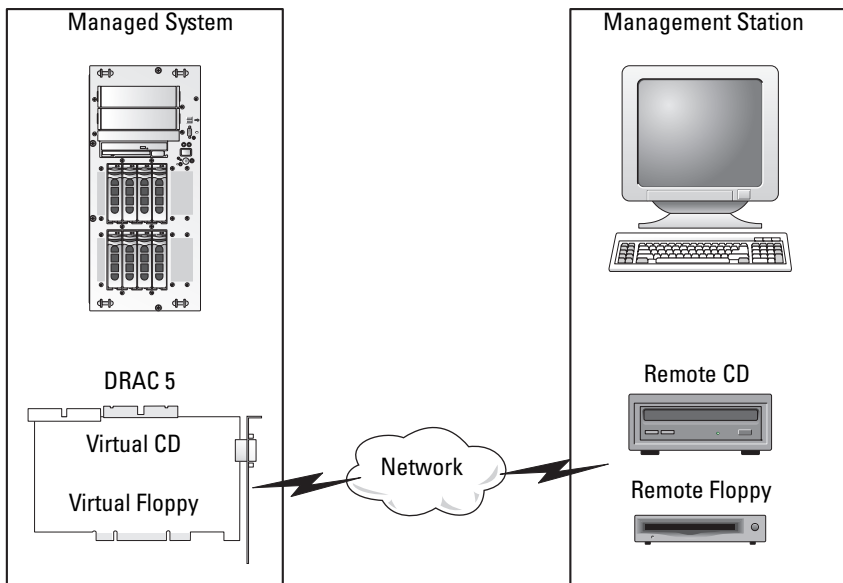 Managed System
Management Station
DRAC 5
Virtual CD
Virtual Floppy
Network
Remote CD
Remote Floppy